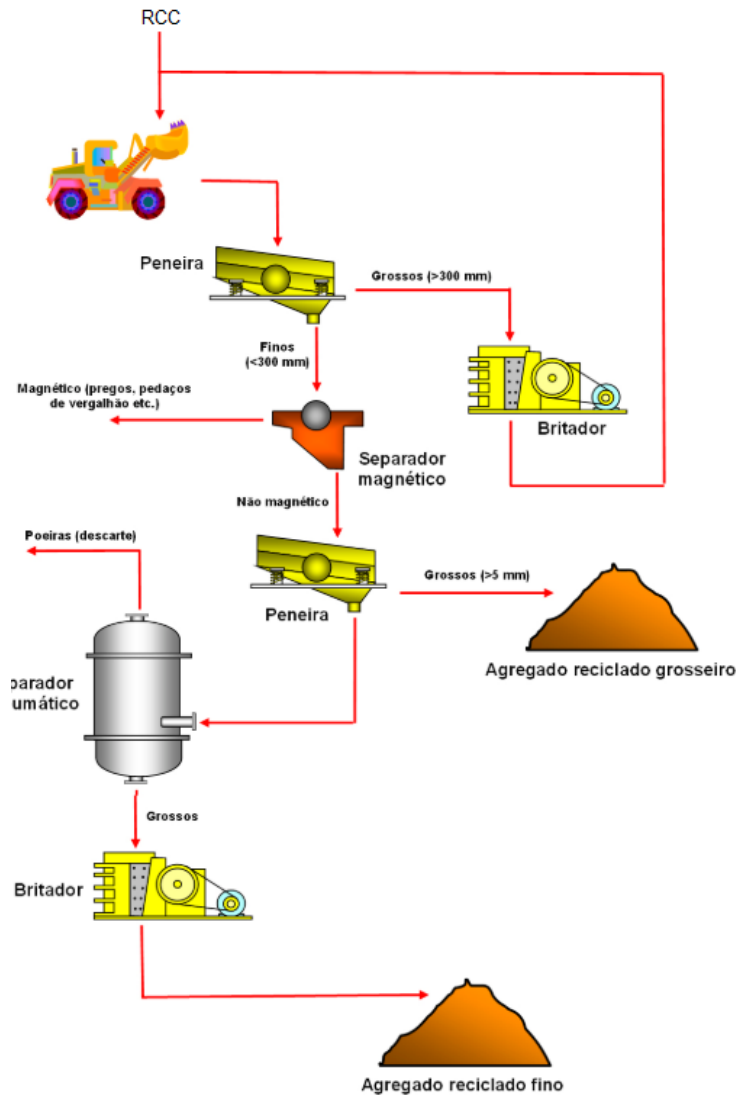 RCC
Peneira
Grossos (>300 mm)
Finos
(<300 mm)
Magnético (pregos, pedaços
de vergalhão etc.)
Britador
Separador
magnético
Não magnético
Poeiras (descarte)
Grossos (>5 mm)
Peneira
Agregado reciclado grosseiro
parador
umático
Grossos
Britador
Agregado reciclado fino